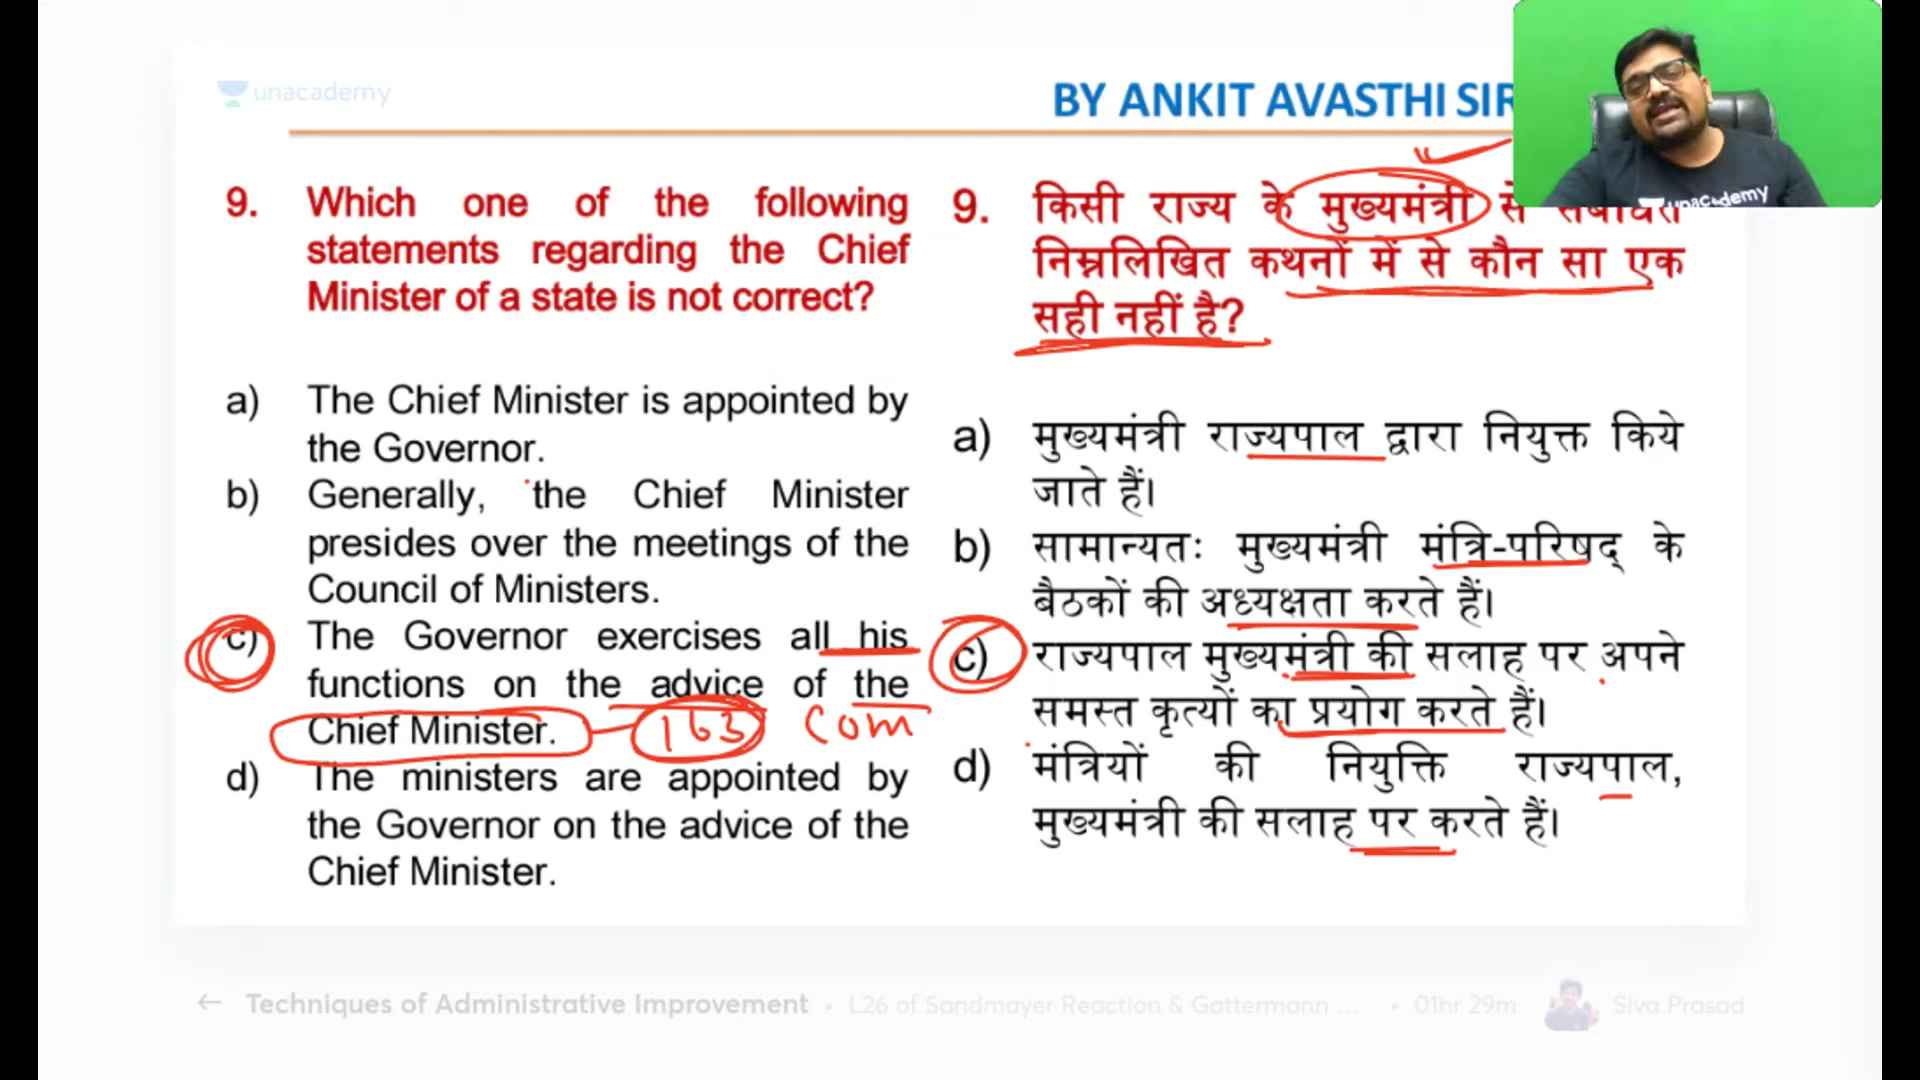 unacademy
BY ANKIT AVASTHI SIR
9. Which one of the following
statements regarding the Chief
Minister of a state is not correct?
a) The Chief Minister is appointed by
the Governor.
b) Generally, the Chief Minister
presides over the meetings of the
Council of Ministers.
c) The Governor exercises all his
functions on the advice of the
Chief Minister. 163 com
d) The ministers are appointed by
the Governor on the advice of the
Chief Minister.
9. किसी राज्य के मुख्यमंत्री से संबंधित
निम्नलिखित कथनों में से कौन सा एक
सही नहीं है?
a) मुख्यमंत्री राज्यपाल द्वारा नियुक्त किये
जाते हैं।
b) सामान्यतः मुख्यमंत्री मंत्रि-परिषद् के
बैठकों की अध्यक्षता करते हैं।
c) राज्यपाल मुख्यमंत्री की सलाह पर अपने
समस्त कृत्यों का प्रयोग करते हैं।
d) मंत्रियों की नियुक्ति राज्यपाल,
मुख्यमंत्री की सलाह पर करते हैं।
unacademy
Techniques of Administrative Improvement • L26 of Sandmayer Reaction & Gattermann ... • 01hr 29m Siva Prasad